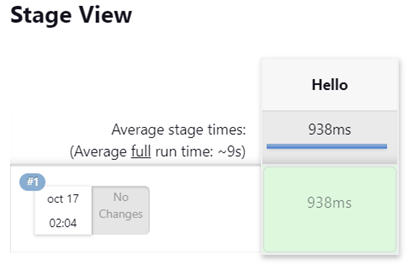 Stage View
Hello
Average stage times:
938ms
(Average full run time: ~9s)
#1
oct 17
No
Changes
02:04
938ms